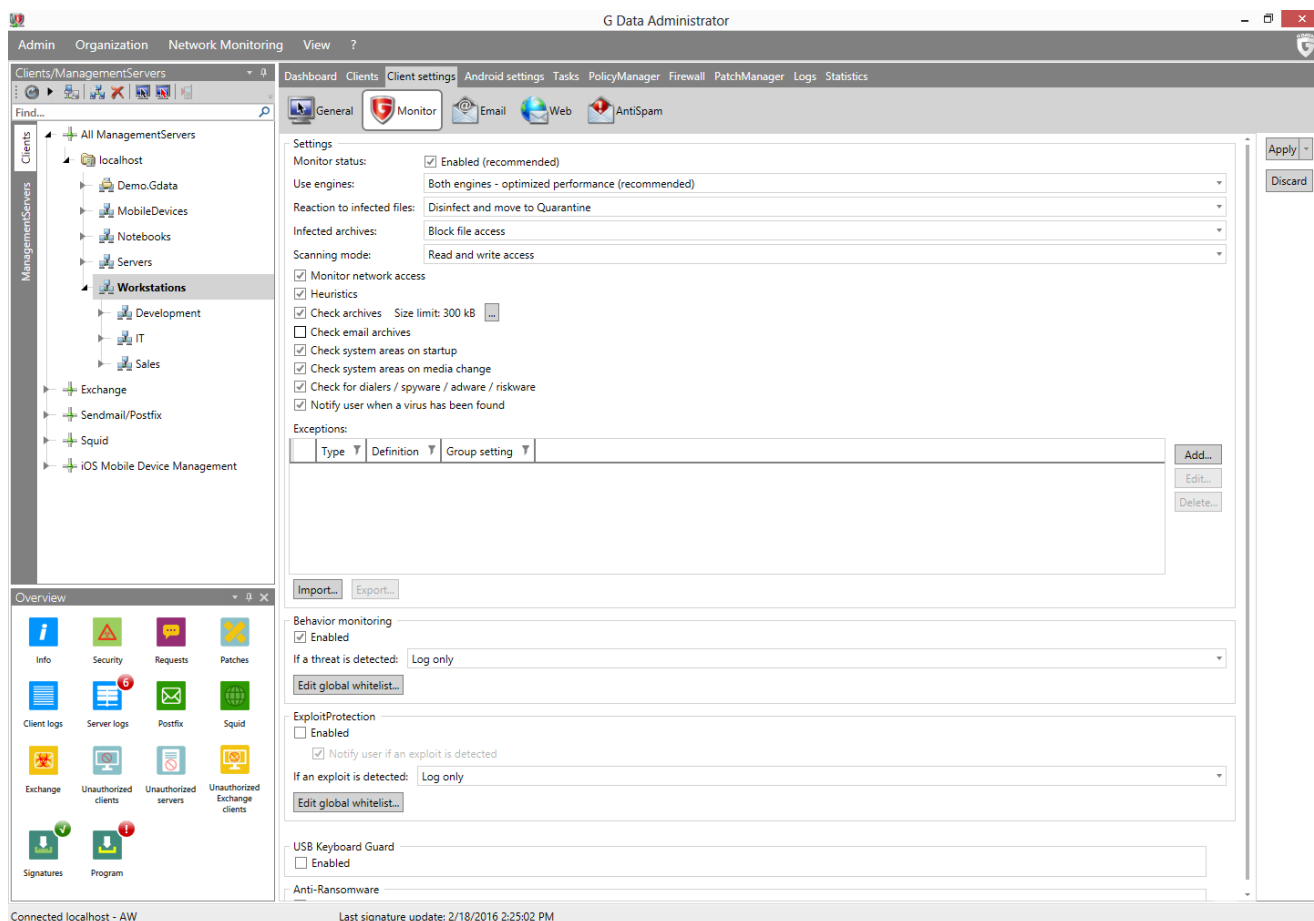 G Data Administrator
Admin Organization Network Monitoring View ?
Clients/ManagementServers
Find...
Clients
ManagementServers
All ManagementServers
localhost
Demo.Gdata
MobileDevices
Notebooks
Servers
Workstations
Development
IT
Sales
Exchange
Sendmail/Postfix
Squid
iOS Mobile Device Management
Overview
Info Security Requests Patches
6
Client logs Server logs Postfix Squid
Exchange Unauthorized clients Unauthorized servers Unauthorized Exchange clients
Signatures Program
Dashboard Clients Client settings Android settings Tasks PolicyManager Firewall PatchManager Logs Statistics
General Monitor Email Web AntiSpam
Settings
Monitor status: Enabled (recommended)
Use engines: Both engines - optimized performance (recommended)
Reaction to infected files: Disinfect and move to Quarantine
Infected archives: Block file access
Scanning mode: Read and write access
Monitor network access
Heuristics
Check archives Size limit: 300 kB ...
Check email archives
Check system areas on startup
Check system areas on media change
Check for dialers / spyware / adware / riskware
Notify user when a virus has been found
Exceptions:
Type Definition Group setting
Add...
Edit...
Delete...
Import... Export...
Behavior monitoring
Enabled
If a threat is detected: Log only
Edit global whitelist...
ExploitProtection
Enabled
Notify user if an exploit is detected
If an exploit is detected: Log only
Edit global whitelist...
USB Keyboard Guard
Enabled
Anti-Ransomware
Apply
Discard
Connected localhost - AW
Last signature update: 2/18/2016 2:25:02 PM